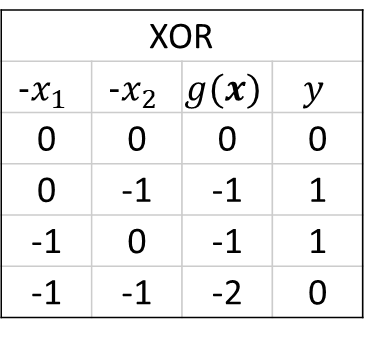 XOR
-x₁ -x₂ g(x) y
0 0 0 0
0 -1 -1 1
-1 0 -1 1
-1 -1 -2 0